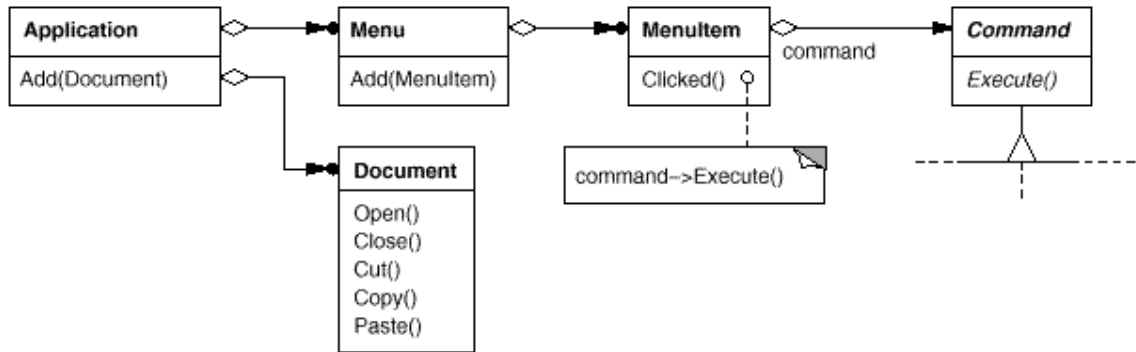 Application
Add(Document)
Menu
Add(MenuItem)
MenuItem
Clicked()
command
Command
Execute()
command–>Execute()
Document
Open()
Close()
Cut()
Copy()
Paste()